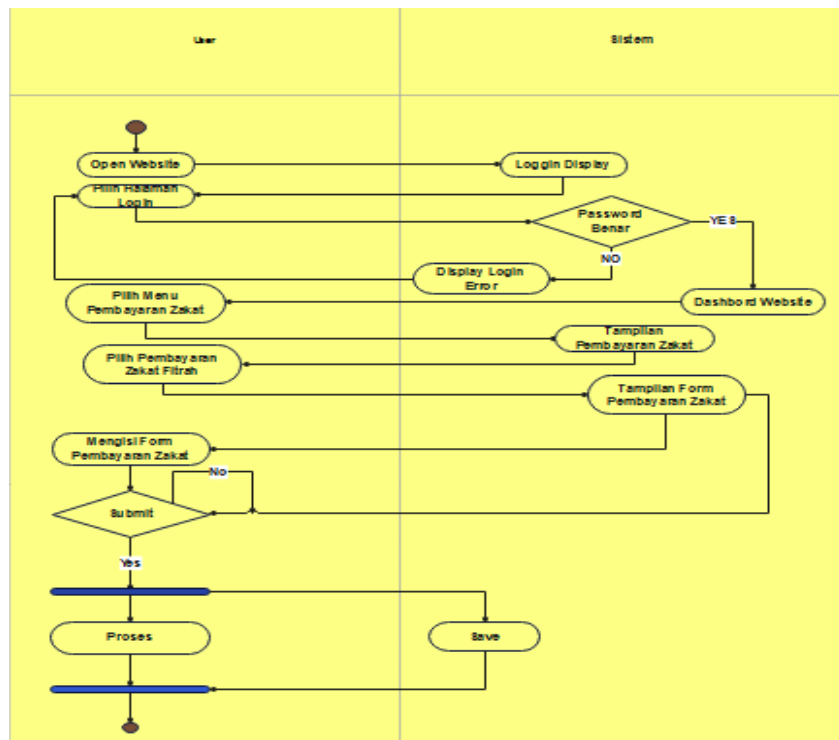 User
Sistem
Open Website
Loggin Display
Pilih Halaman
Login
Password
Benar
YES
NO
Display Login
Error
Dashbord Website
Pilih Menu
Pembayaran Zakat
Tampilan
Pembayaran Zakat
Pilih Pembayaran
Zakat Fitrah
Tampilan Form
Pembayaran Zakat
Mengisi Form
Pembayaran Zakat
No
Submit
Yes
Proses
Save